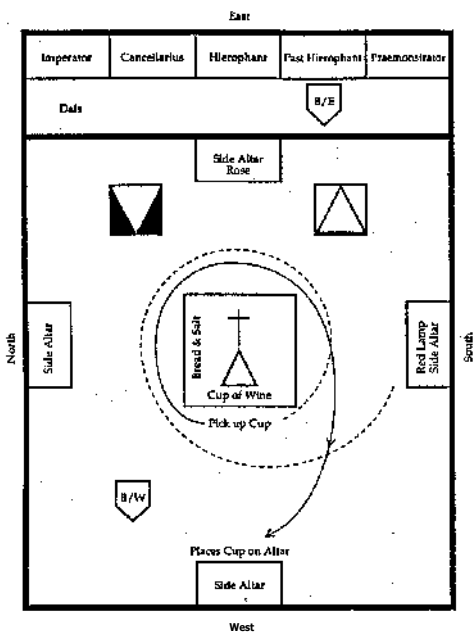 East
Imperator
Cancellarius
Hierophant
Past Hierophant
Praemonstrator
Dais
B/E
Side Altar
Rose
North
Side Altar
Bread & Salt
Cup of Wine
Red Lamp
Side Altar
South
Pick up Cup
B/W
Places Cup on Altar
Side Altar
West